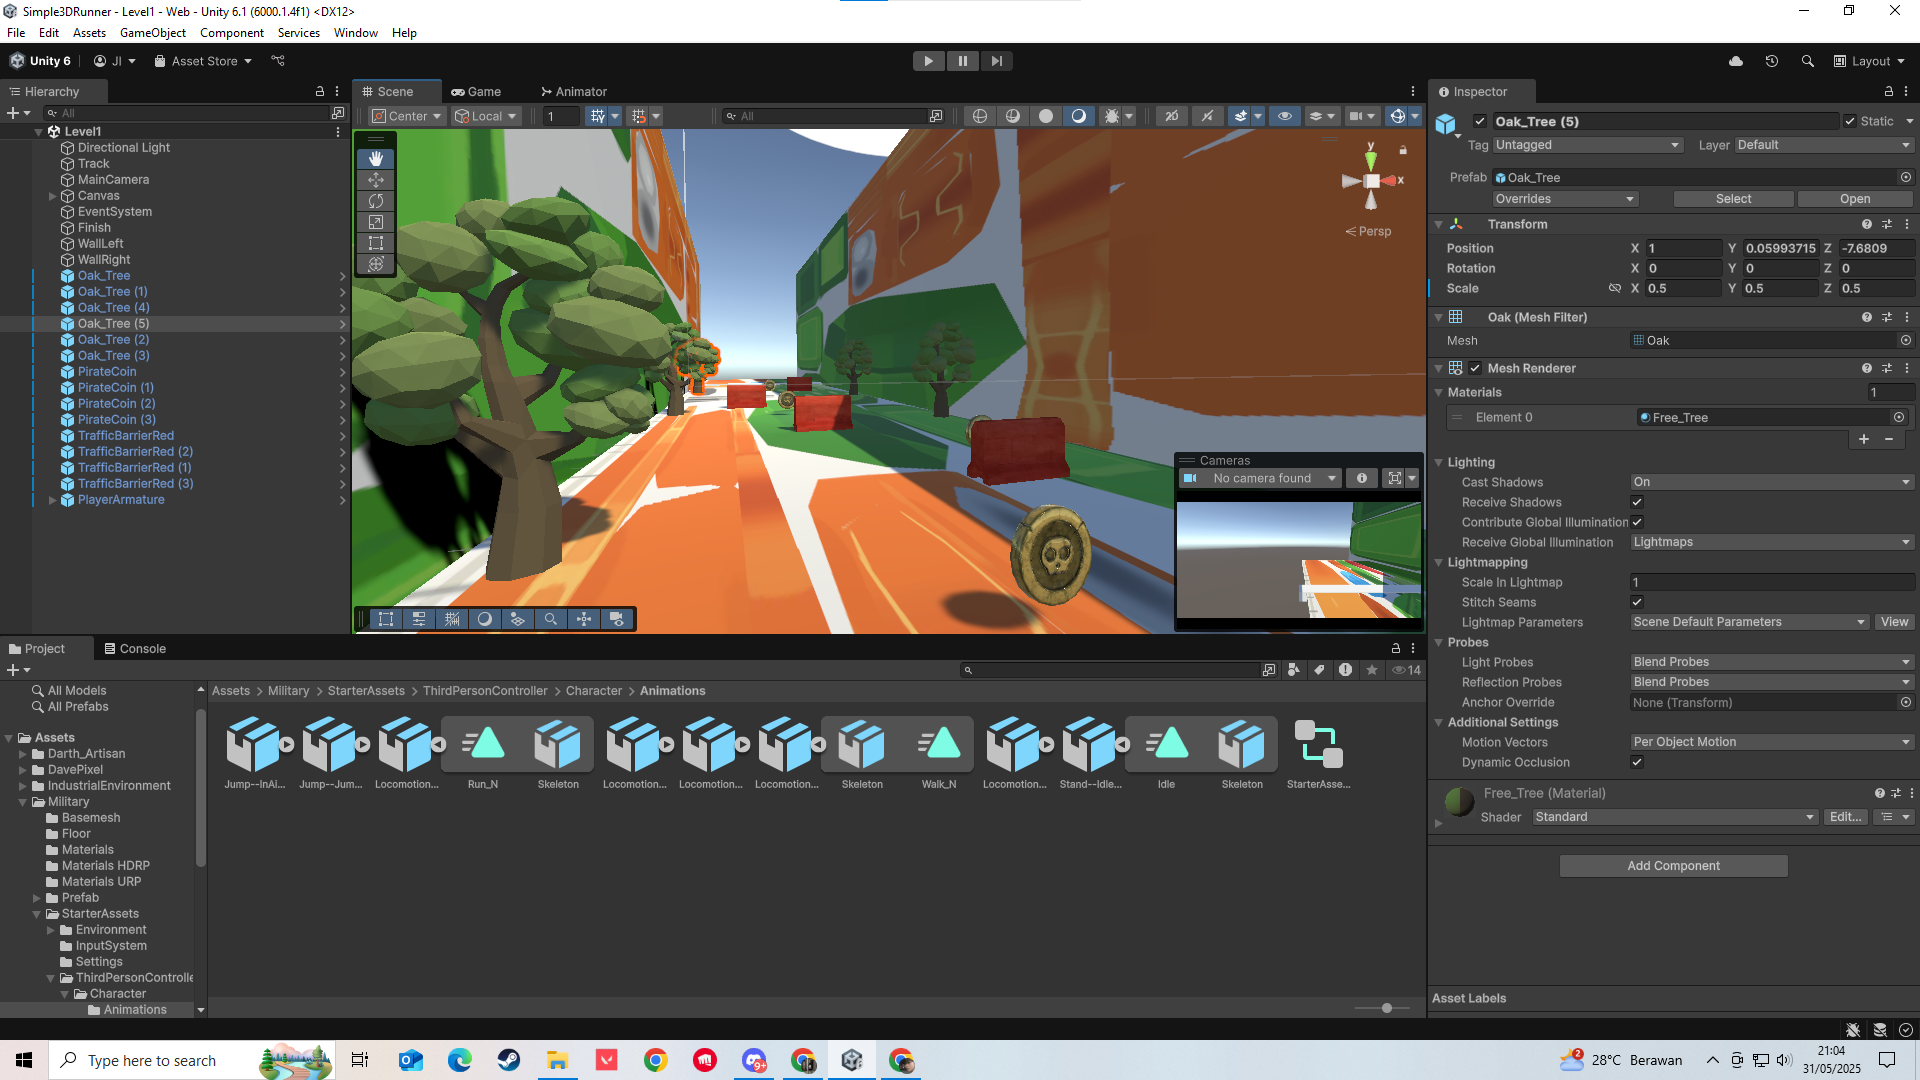 Simple3DRunner - Level1 - Web - Unity 6.1 (6000.1.4f1) <DX12>
File Edit Assets GameObject Component Services Window Help
Unity 6 JI Asset Store Layout
Hierarchy
All
Level1
Directional Light
Track
MainCamera
Canvas
EventSystem
Finish
WallLeft
WallRight
Oak_Tree
Oak_Tree (1)
Oak_Tree (4)
Oak_Tree (5)
Oak_Tree (2)
Oak_Tree (3)
PirateCoin
PirateCoin (1)
PirateCoin (2)
PirateCoin (3)
TrafficBarrierRed
TrafficBarrierRed (2)
TrafficBarrierRed (1)
TrafficBarrierRed (3)
PlayerArmature
Scene Game Animator
Center Local 1 All 2D
y
x
Persp
Cameras
No camera found
Inspector
Oak_Tree (5) Static
Tag Untagged Layer Default
Prefab Oak_Tree
Overrides Select Open
Transform
Position X 1 Y 0.05993715 Z -7.6809
Rotation X 0 Y 0 Z 0
Scale X 0.5 Y 0.5 Z 0.5
Oak (Mesh Filter)
Mesh Oak
Mesh Renderer
Materials 1
Element 0 Free_Tree
Lighting
Cast Shadows On
Receive Shadows
Contribute Global Illumination
Receive Global Illumination Lightmaps
Lightmapping
Scale In Lightmap 1
Stitch Seams
Lightmap Parameters Scene Default Parameters View
Probes
Light Probes Blend Probes
Reflection Probes Blend Probes
Anchor Override None (Transform)
Additional Settings
Motion Vectors Per Object Motion
Dynamic Occlusion
Free_Tree (Material)
Shader Standard Edit...
Add Component
Asset Labels
Project Console
14
All Models
All Prefabs
Assets
Darth_Artisan
DavePixel
IndustrialEnvironment
Military
Basemesh
Floor
Materials
Materials HDRP
Materials URP
Prefab
StarterAssets
Environment
InputSystem
Settings
ThirdPersonControlle
Character
Animations
Assets > Military > StarterAssets > ThirdPersonController > Character > Animations
Jump--InAi... Jump--Jum... Locomotion... Run_N Skeleton Locomotion... Locomotion... Locomotion... Skeleton Walk_N Locomotion... Stand--Idle... Idle Skeleton StarterAsse...
Type here to search
9+
2
28°C Berawan
21:04
31/05/2025